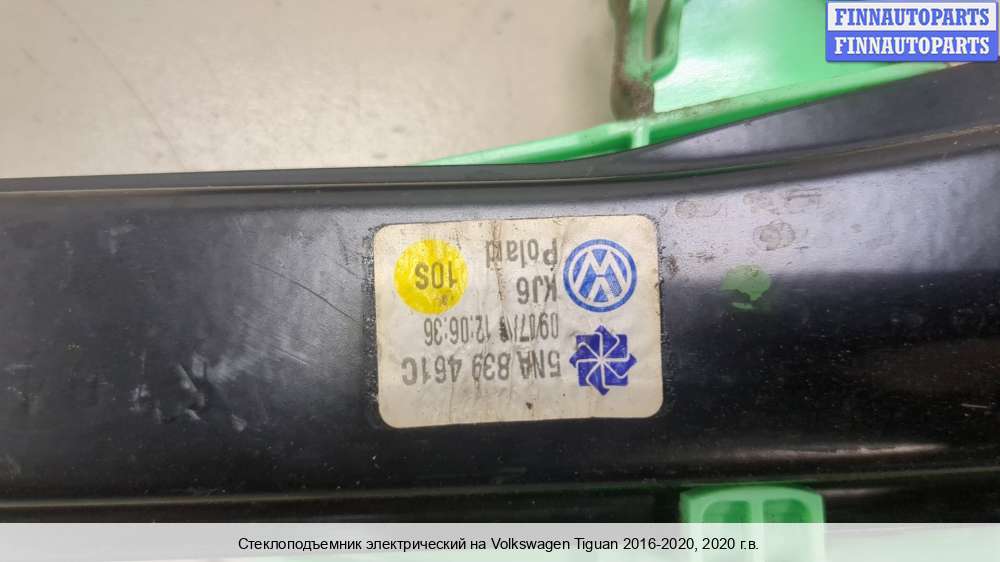 FINNAUTOPARTS
FINNAUTOPARTS
5NA 839 461C
12:06:36
KJ6
Poland
10S
Стеклоподъемник электрический на Volkswagen Tiguan 2016-2020, 2020 г.в.